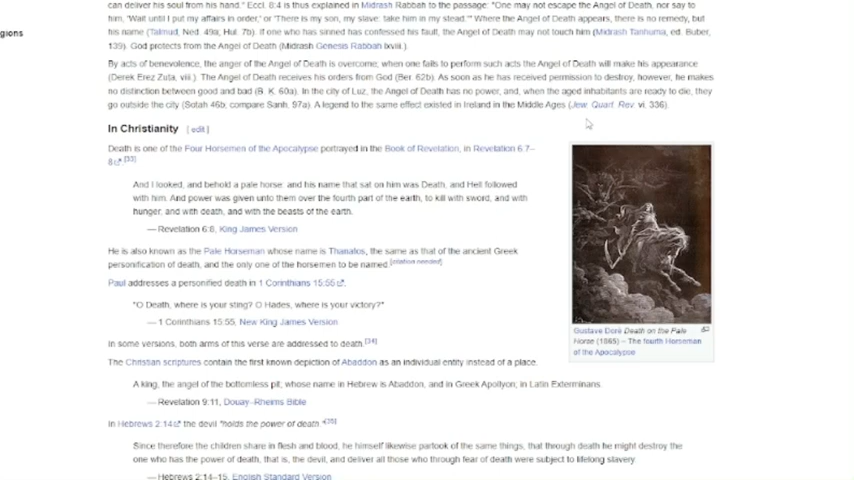 can deliver his soul from his hand." Eccl. 8:4 is thus explained in Midrash Rabbah to the passage: "One may not escape the Angel of Death, nor say to
him, 'Wait until I put my affairs in order,' or 'There is my son, my slave: take him in my stead.'" Where the Angel of Death appears, there is no remedy, but
his name (Talmud, Ned. 49a; Hul. 7b). If one who has sinned has confessed his fault, the Angel of Death may not touch him (Midrash Tanhuma, ed. Buber,
139). God protects from the Angel of Death (Midrash Genesis Rabbah lxviii.).
gions
By acts of benevolence, the anger of the Angel of Death is overcome; when one fails to perform such acts the Angel of Death will make his appearance
(Derek Erez Zuta, viii.). The Angel of Death receives his orders from God (Ber. 62b). As soon as he has received permission to destroy, however, he makes
no distinction between good and bad (B. K. 60a). In the city of Luz, the Angel of Death has no power, and, when the aged inhabitants are ready to die, they
go outside the city (Sotah 46b; compare Sanh. 97a). A legend to the same effect existed in Ireland in the Middle Ages (Jew. Quart. Rev. vi. 336).
In Christianity [ edit ]
Death is one of the Four Horsemen of the Apocalypse portrayed in the Book of Revelation, in Revelation 6:7–
8 [33]
And I looked, and behold a pale horse: and his name that sat on him was Death, and Hell followed
with him. And power was given unto them over the fourth part of the earth, to kill with sword, and with
hunger, and with death, and with the beasts of the earth.
— Revelation 6:8, King James Version
He is also known as the Pale Horseman whose name is Thanatos, the same as that of the ancient Greek
personification of death, and the only one of the horsemen to be named.[citation needed]
Paul addresses a personified death in 1 Corinthians 15:55.
"O Death, where is your sting? O Hades, where is your victory?"
— 1 Corinthians 15:55, New King James Version
In some versions, both arms of this verse are addressed to death.[34]
The Christian scriptures contain the first known depiction of Abaddon as an individual entity instead of a place.
A king, the angel of the bottomless pit; whose name in Hebrew is Abaddon, and in Greek Apollyon; in Latin Exterminans.
— Revelation 9:11, Douay–Rheims Bible
In Hebrews 2:14 the devil "holds the power of death."[35]
Since therefore the children share in flesh and blood, he himself likewise partook of the same things, that through death he might destroy the
one who has the power of death, that is, the devil, and deliver all those who through fear of death were subject to lifelong slavery
— Hebrews 2:14–15, English Standard Version
Gustave Doré Death on the Pale
Horse (1865) – The fourth Horseman
of the Apocalypse